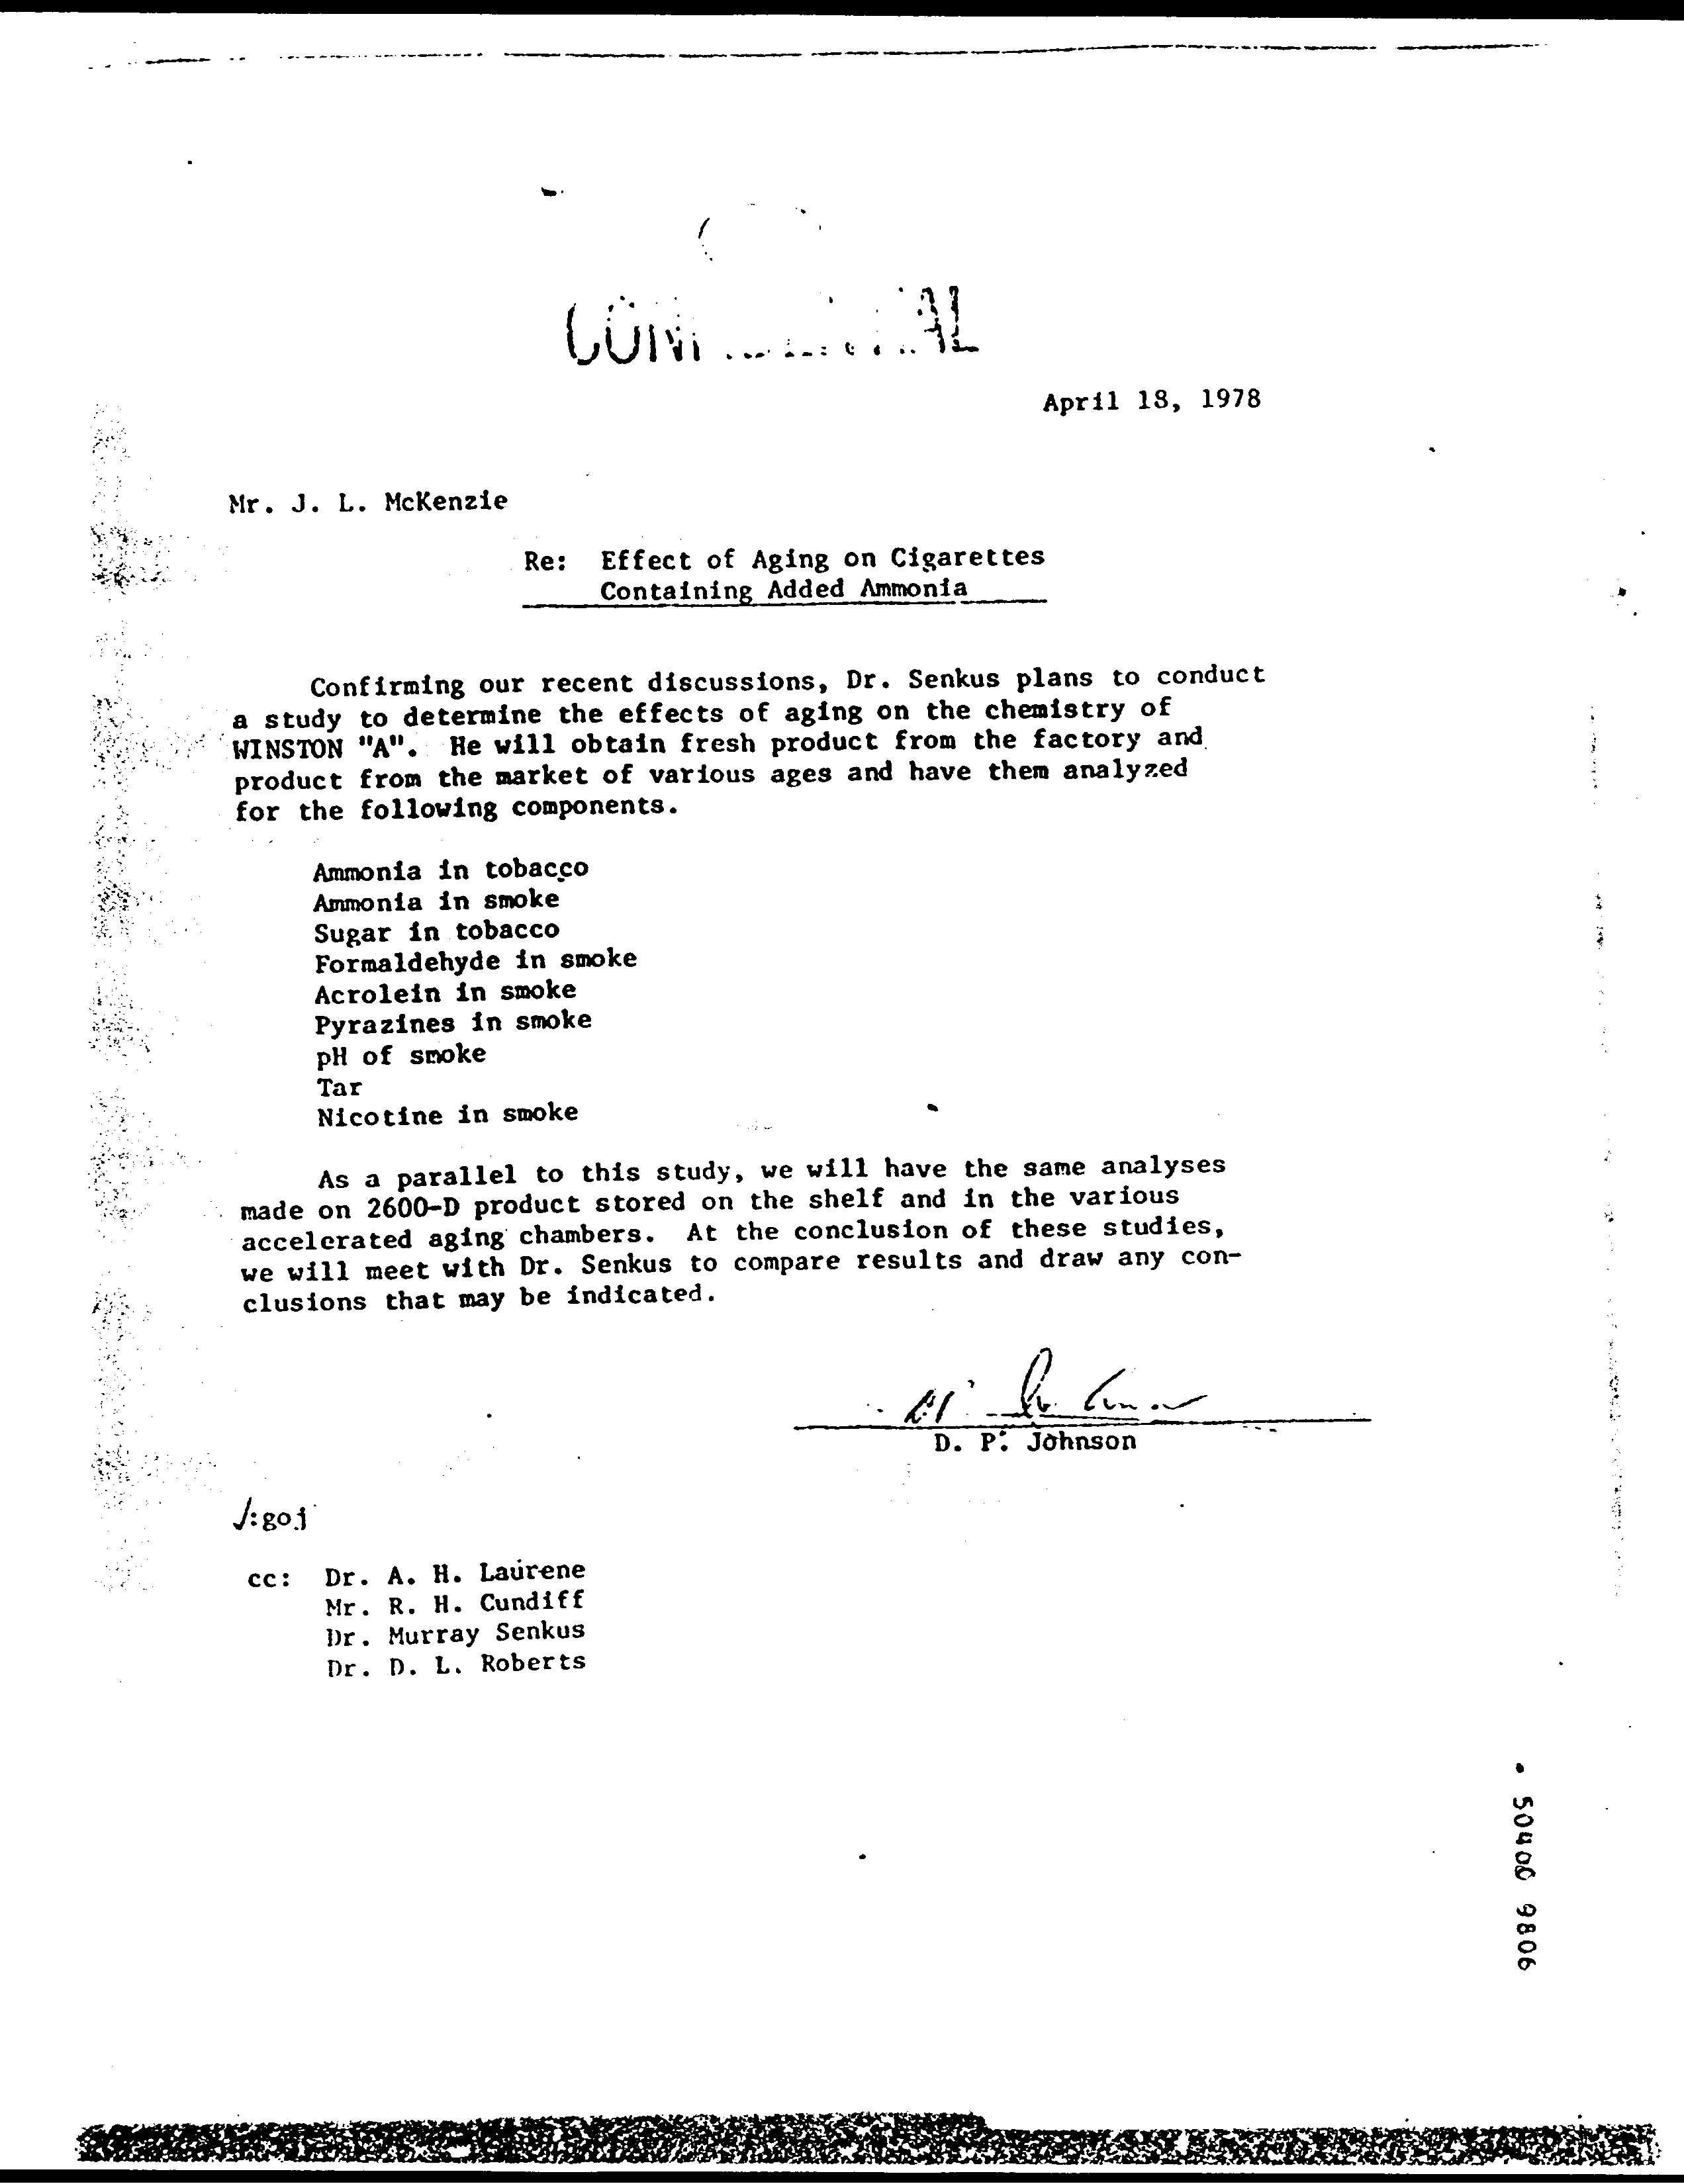 CONFIDENTIAL
April 18, 1978
Mr. J. L. McKenzie
Re: Effect of Aging on Cigarettes
Containing Added Ammonia
Confirming our recent discussions, Dr. Senkus plans to conduct
a study to determine the effects of aging on the chemistry of
WINSTON "A". He will obtain fresh product from the factory and
product from the market of various ages and have them analyzed
for the following components.
Ammonia in tobacco
Ammonia in smoke
Sugar in tobacco
Formaldehyde in smoke
Acrolein in smoke
Pyrazines in smoke
pH of smoke
Tar
Nicotine in smoke
As a parallel to this study, we will have the same analyses
made on 2600-D product stored on the shelf and in the various
accelerated aging chambers. At the conclusion of these studies,
we will meet with Dr. Senkus to compare results and draw any con-
clusions that may be indicated.
D. P. Johnson
/:goj
cc: Dr. A. H. Laurene
Mr. R. H. Cundiff
Dr. Murray Senkus
Dr. D. L. Roberts
50400 9806